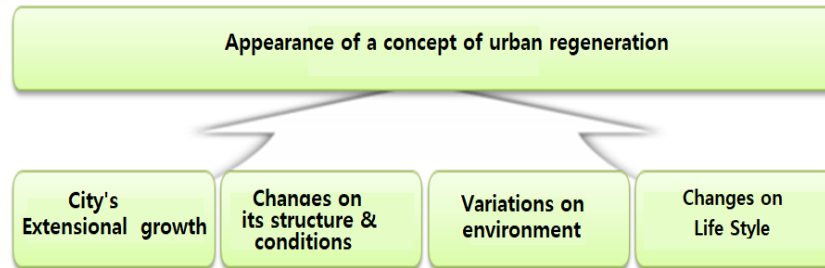 Appearance of a concept of urban regeneration
City's
Extensional growth
Changes on
its structure &
conditions
Variations on
environment
Changes on
Life Style